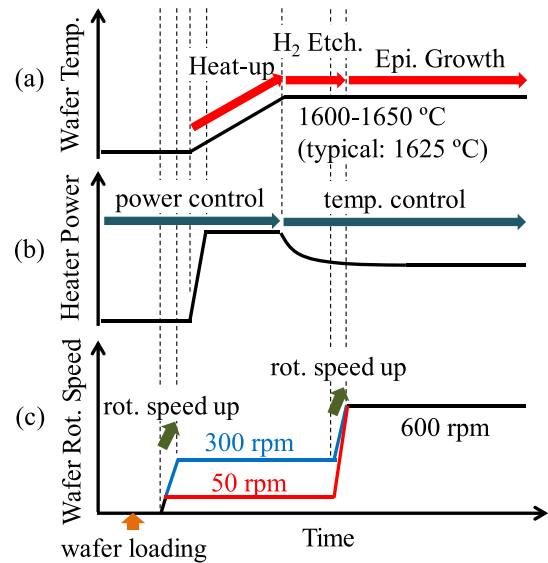 (a)
Wafer Temp.
Heat-up
H2 Etch.
Epi. Growth
1600-1650 ºC
(typical: 1625 ºC)
(b)
Heater Power
power control
temp. control
(c)
Wafer Rot. Speed
rot. speed up
rot. speed up
300 rpm
50 rpm
600 rpm
wafer loading
Time